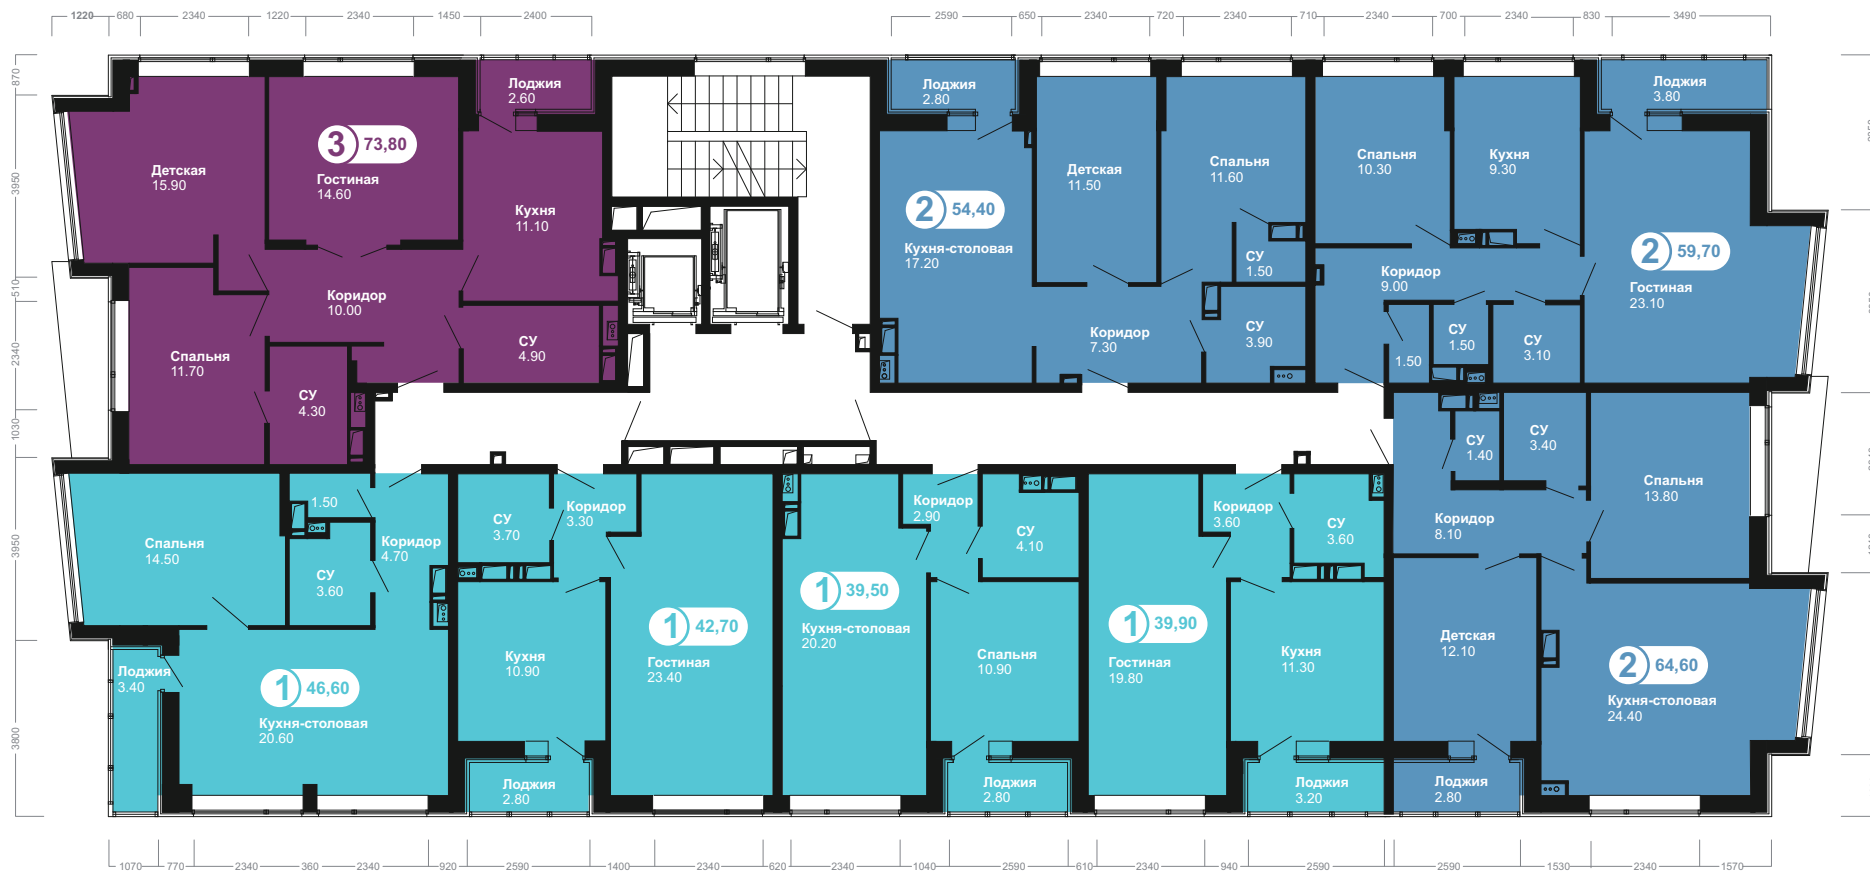 1220 680 2340 1220 2340 1450 2400 2590 650 2340 720 2340 710 2340 700 2340 830 3490
870
3950
510
2340
1030
3950
3800
Лоджия
2.60
3 73,80
Детская
15.90
Гостиная
14.60
Кухня
11.10
Коридор
10.00
СУ
4.90
Спальня
11.70
СУ
4.30
Лоджия
2.80
Детская
11.50
Спальня
11.60
2 54,40
Кухня-столовая
17.20
СУ
1.50
СУ
3.90
Коридор
7.30
Лоджия
3.80
Спальня
10.30
Кухня
9.30
2 59,70
Гостиная
23.10
Коридор
9.00
1.50
СУ
1.50
СУ
3.10
СУ
1.40
СУ
3.40
Спальня
13.80
Коридор
8.10
Детская
12.10
2 64,60
Кухня-столовая
24.40
Лоджия
2.80
1.50
Спальня
14.50
СУ
3.60
Коридор
4.70
Лоджия
3.40
1 46,60
Кухня-столовая
20.60
СУ
3.70
Коридор
3.30
Кухня
10.90
1 42,70
Гостиная
23.40
Лоджия
2.80
Коридор
2.90
СУ
4.10
1 39,50
Кухня-столовая
20.20
Спальня
10.90
Лоджия
2.80
Коридор
3.60
СУ
3.60
1 39,90
Гостиная
19.80
Кухня
11.30
Лоджия
3.20
1070 770 2340 360 2340 920 2590 1400 2340 620 2340 1040 2590 610 2340 940 2590 2590 1530 2340 1570